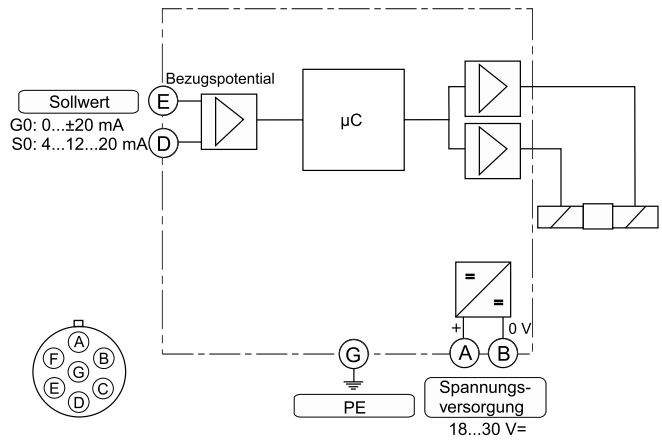 Bezugspotential
Sollwert
E
G0: 0...±20 mA
S0: 4...12...20 mA
D
µC
=
=
+
0 V
G
A
B
PE
Spannungs-
versorgung
18...30 V=
A
F
B
G
E
C
D